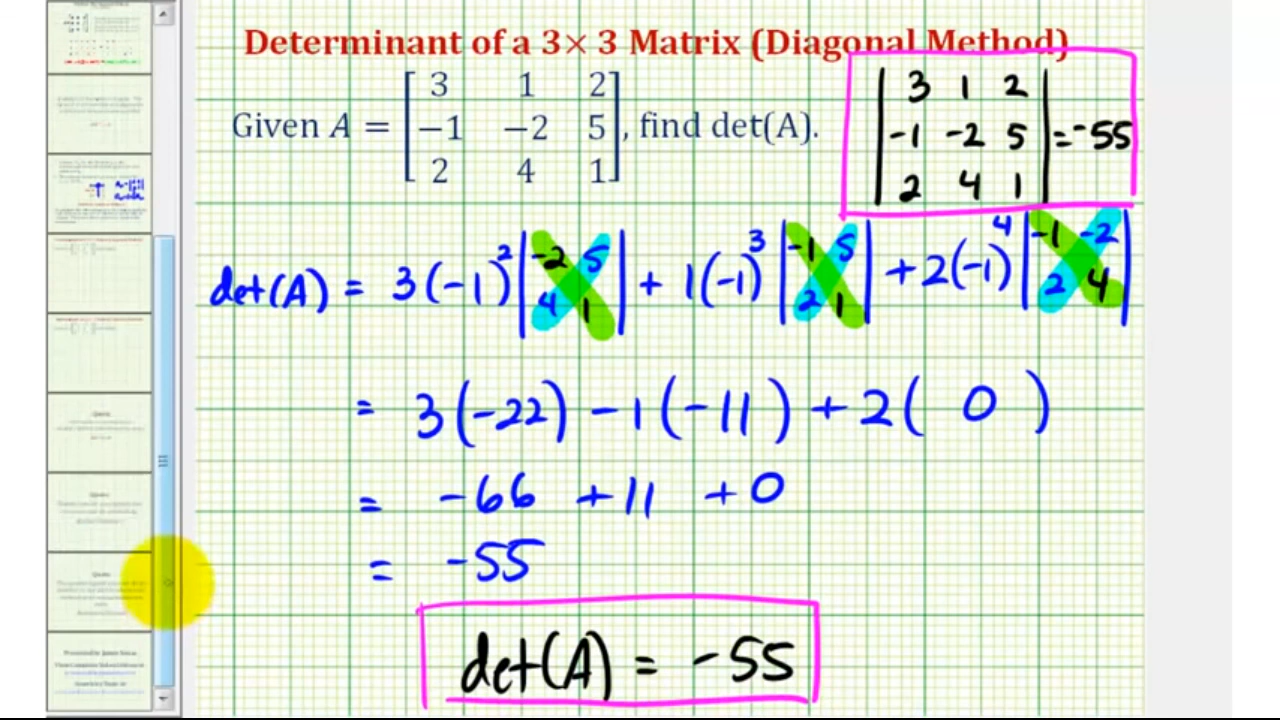 Determinant of a 3× 3 Matrix (Diagonal Method)
Given A = [3 1 2
−1 −2 5
2 4 1], find det(A).
|3 1 2
-1 -2 5
2 4 1| = -55
det(A) = 3(-1)² |-2 5
4 1| + 1(-1)³ |-1 5
2 1| + 2(-1)⁴ |-1 -2
2 4|
= 3(-22) - 1(-11) + 2( 0 )
= -66 + 11 + 0
= -55
det(A) = -55